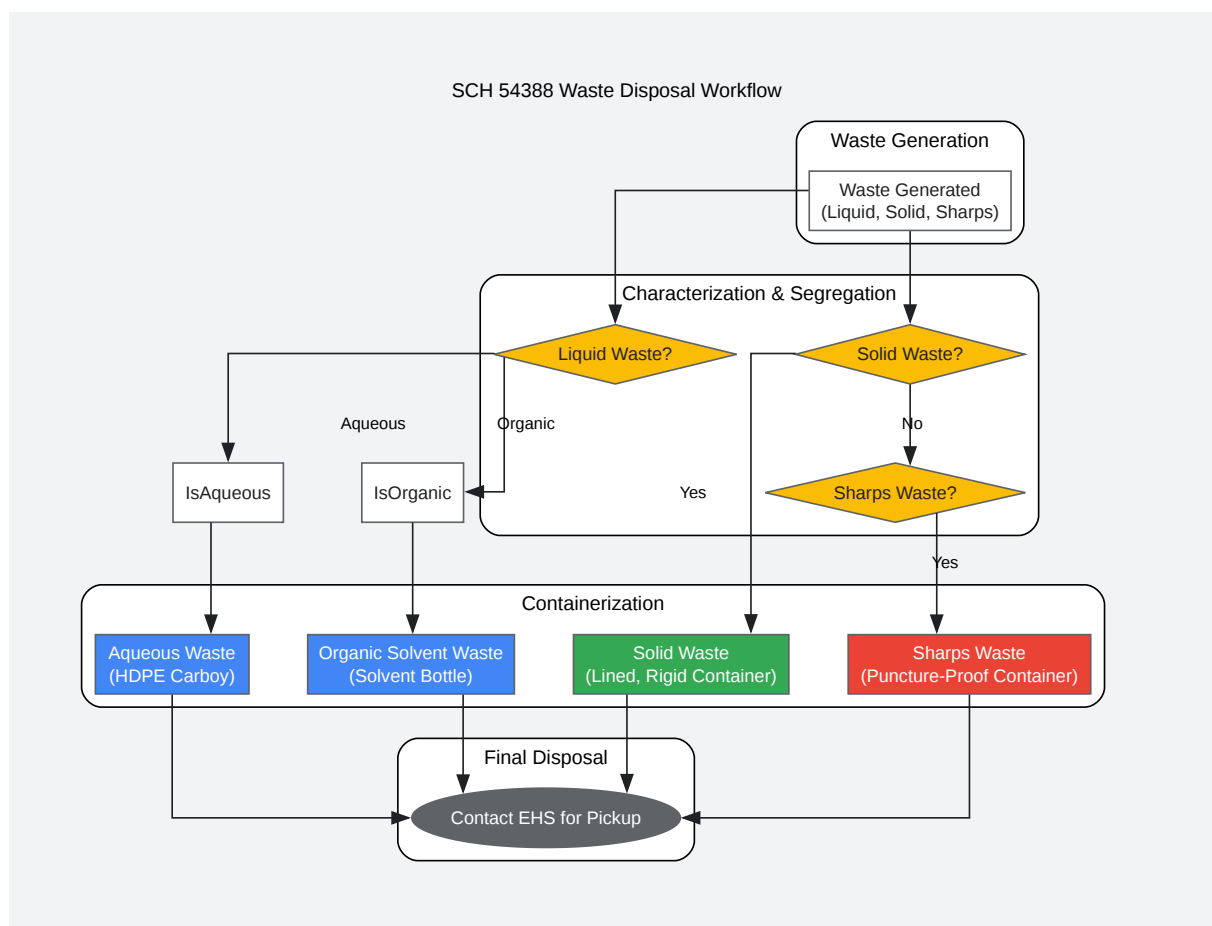 SCH 54388 Waste Disposal Workflow
Waste Generation
Waste Generated
(Liquid, Solid, Sharps)
Characterization & Segregation
Liquid Waste?
Solid Waste?
Aqueous
Organic
No
IsAqueous
IsOrganic
Yes
Sharps Waste?
Yes
Containerization
Aqueous Waste
(HDPE Carboy)
Organic Solvent Waste
(Solvent Bottle)
Solid Waste
(Lined, Rigid Container)
Sharps Waste
(Puncture-Proof Container)
Final Disposal
Contact EHS for Pickup